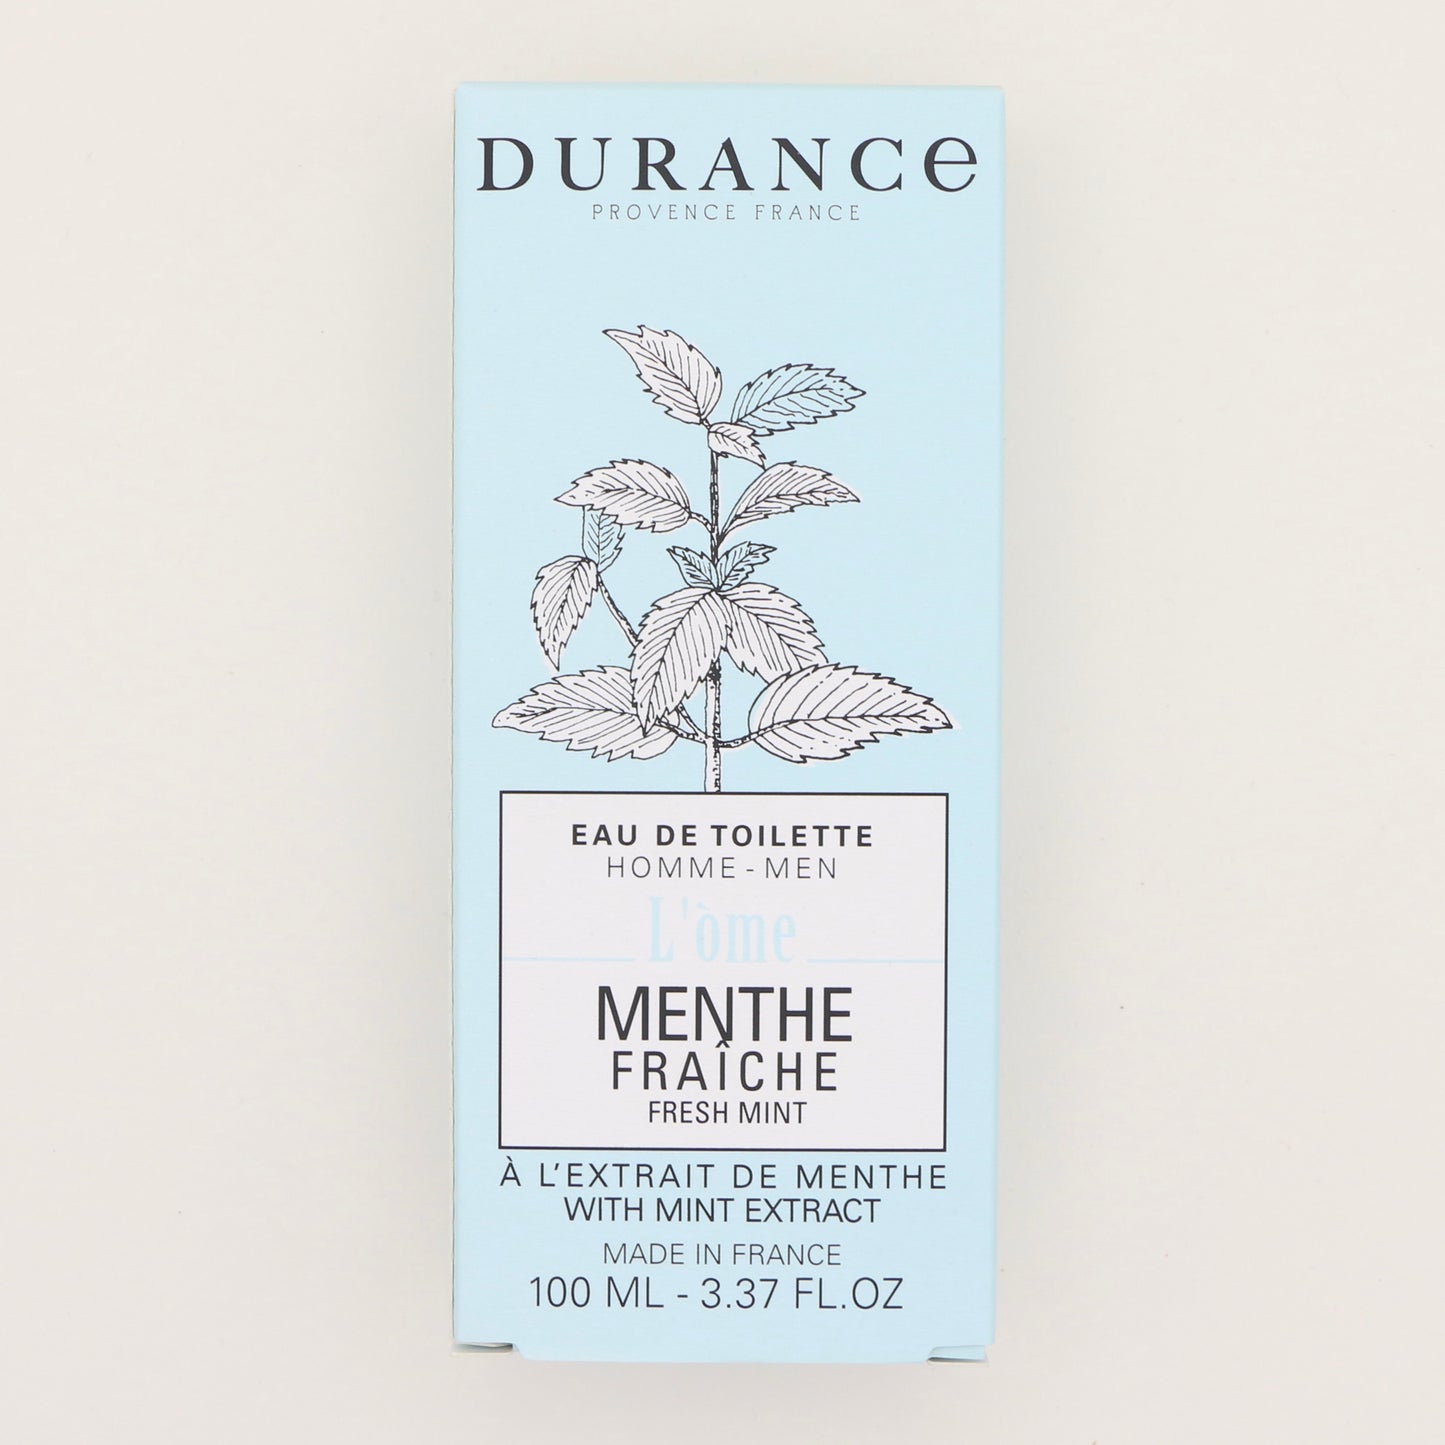 DURANCe
PROVENCE FRANCE
EAU DE TOILETTE
HOMME - MEN
L'òme
MENTHE
FRAÎCHE
FRESH MINT
À L'EXTRAIT DE MENTHE
WITH MINT EXTRACT
MADE IN FRANCE
100 ML - 3.37 FL.OZ